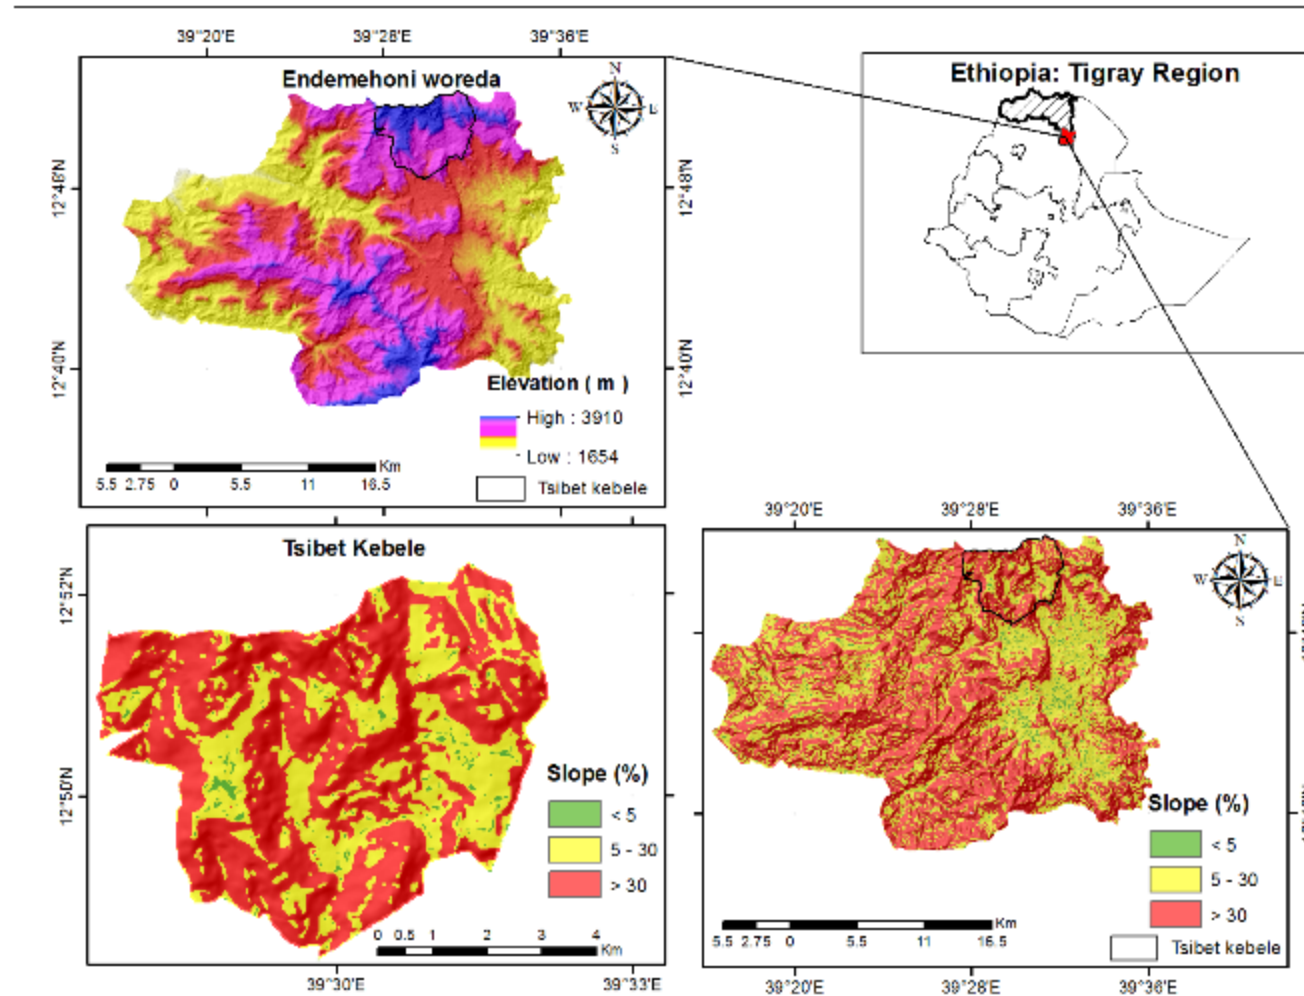 39°20'E 39°28'E 39°36'E
Endemehoni woreda
N
W E
S
12°48'N
12°48'N
12°40'N
12°40'N
Elevation ( m )
High : 3910
Low : 1654
Tsibet kebele
Km
5.5 2.75 0 5.5 11 16.5
Ethiopia: Tigray Region
Tsibet Kebele
12°52'N
12°50'N
Slope (%)
< 5
5 - 30
> 30
0 0.5 1 2 3 4
Km
39°30'E 39°33'E
39°20'E 39°28'E 39°36'E
N
W E
S
Slope (%)
< 5
5 - 30
> 30
Tsibet kebele
Km
5.5 2.75 0 5.5 11 16.5
39°20'E 39°28'E 39°36'E